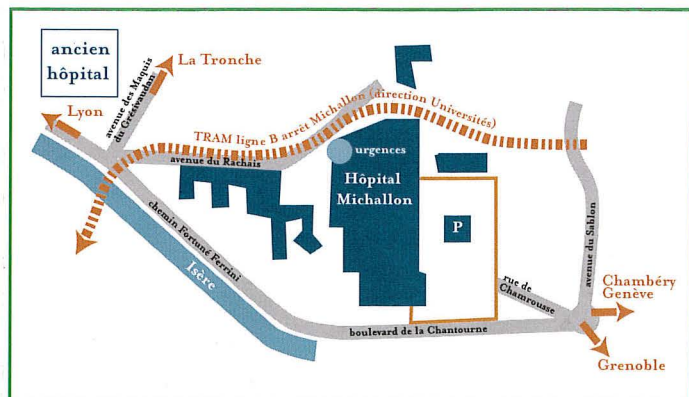 ancien
hôpital
La Tronche
avenue des Maquis
du Grésivaudan
Lyon
TRAM ligne B arrêt Michallon (direction Universités)
avenue du Rachais
urgences
Hôpital
Michallon
P
chemin Fortuné Ferrini
Isère
avenue du Sablon
rue de
Chamrousse
Chambéry
Genève
boulevard de la Chantourne
Grenoble